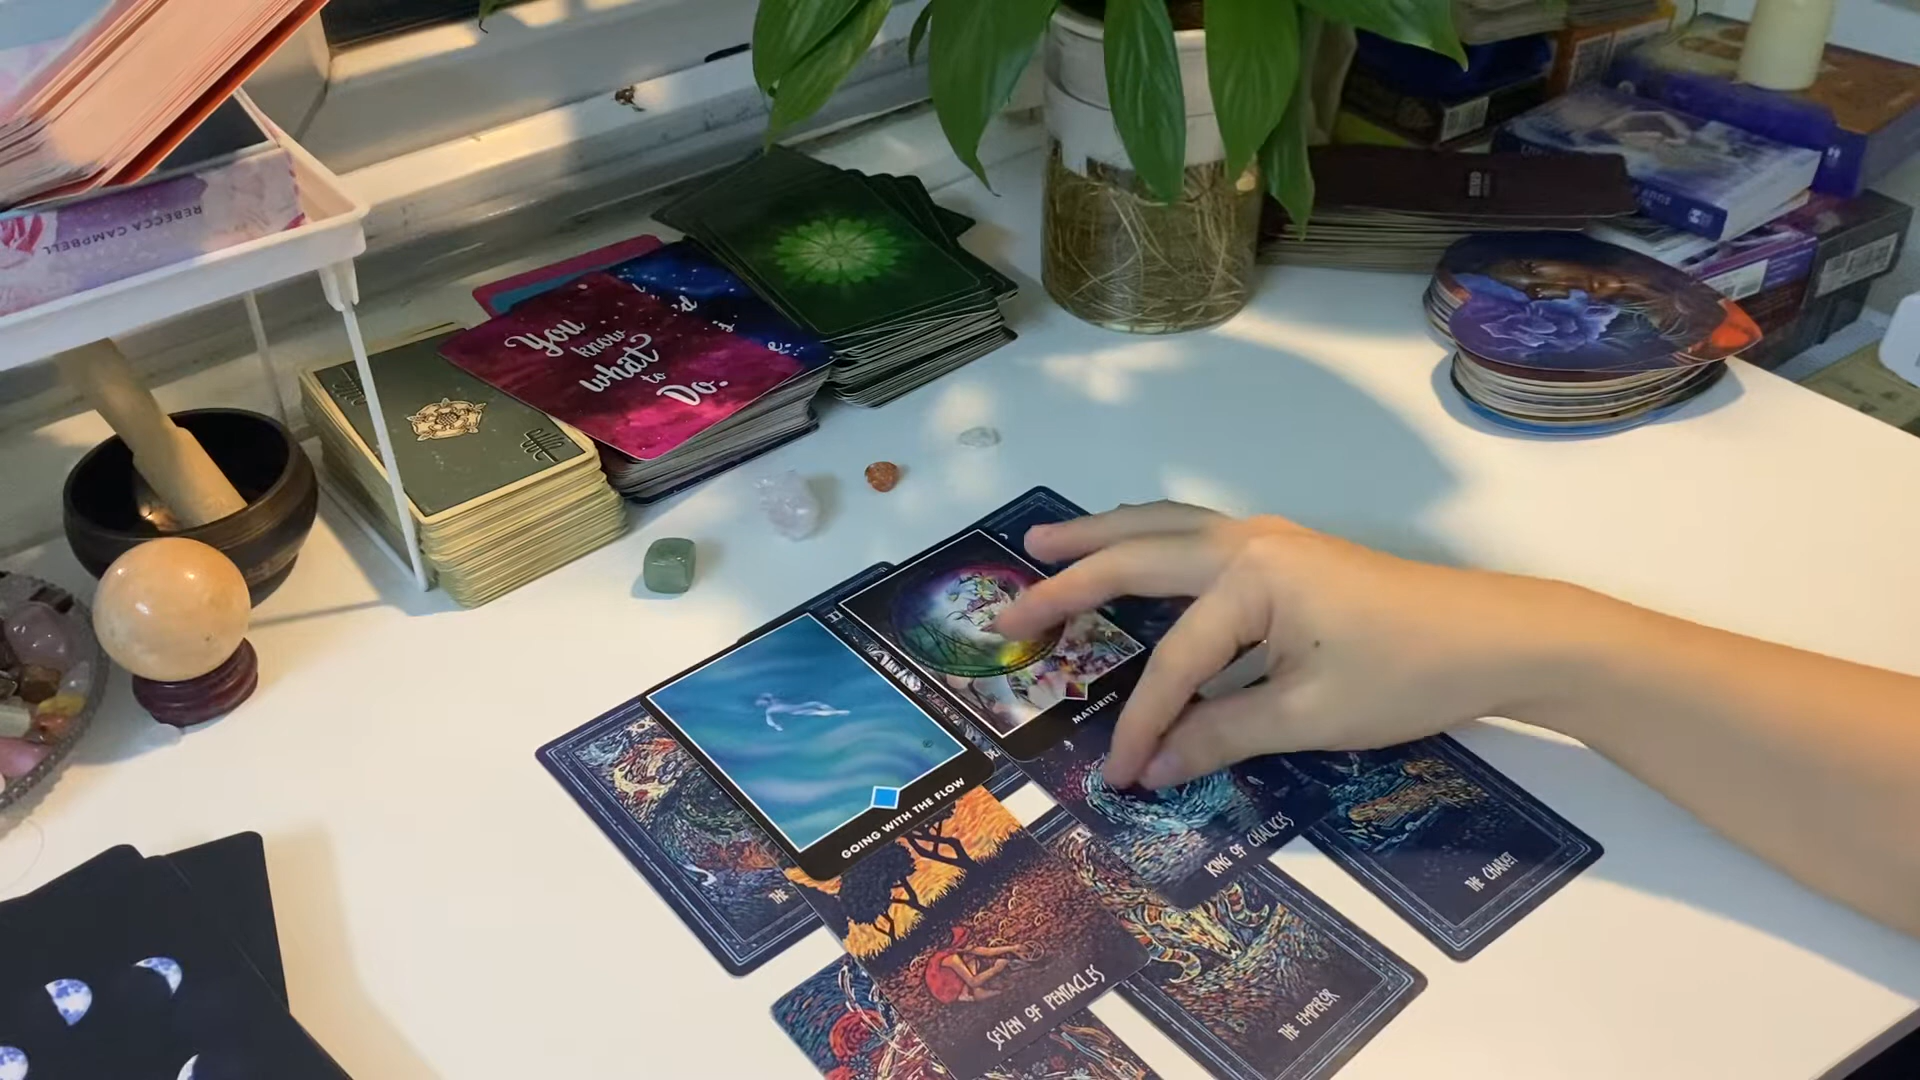 REBECCA CAMPBELL
You
know
what
to
Do.
MATURITY
GOING WITH THE FLOW
KING OF CHALICES
THE CHARIOT
THE
SEVEN OF PENTACLES
THE EMPEROR